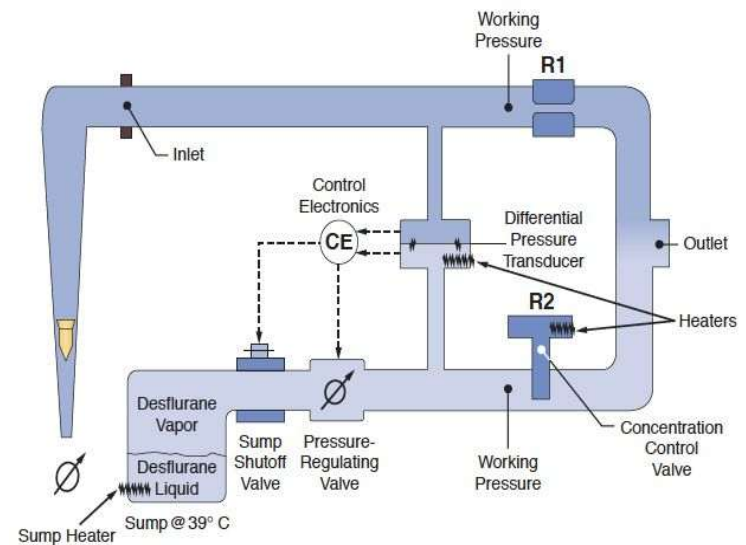 Working
Pressure
R1
Inlet
Control
Electronics
CE
Differential
Pressure
Transducer
Outlet
R2
Heaters
Desflurane
Vapor
Desflurane
Liquid
Sump
Shutoff
Valve
Pressure-
Regulating
Valve
Working
Pressure
Concentration
Control
Valve
Sump @ 39° C
Sump Heater